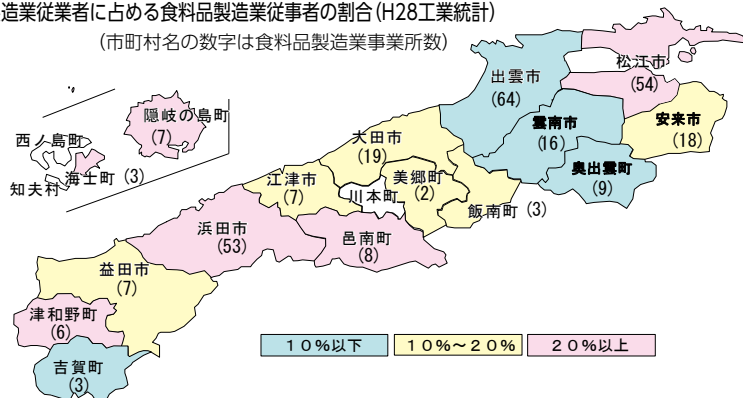 造業従業者に占める食料品製造業従事者の割合(H28工業統計)
(市町村名の数字は食料品製造業事業所数)
松江市
(54)
出雲市
(64)
隠岐の島町
(7)
雲南市
(16)
安来市
(18)
西ノ島町
大田市
(19)
奥出雲町
(9)
海士町 (3)
知夫村
江津市
(7)
美郷町
(2)
川本町
飯南町 (3)
浜田市
(53)
邑南町
(8)
益田市
(7)
津和野町
(6)
吉賀町
(3)
10%以下
10%~20%
20%以上